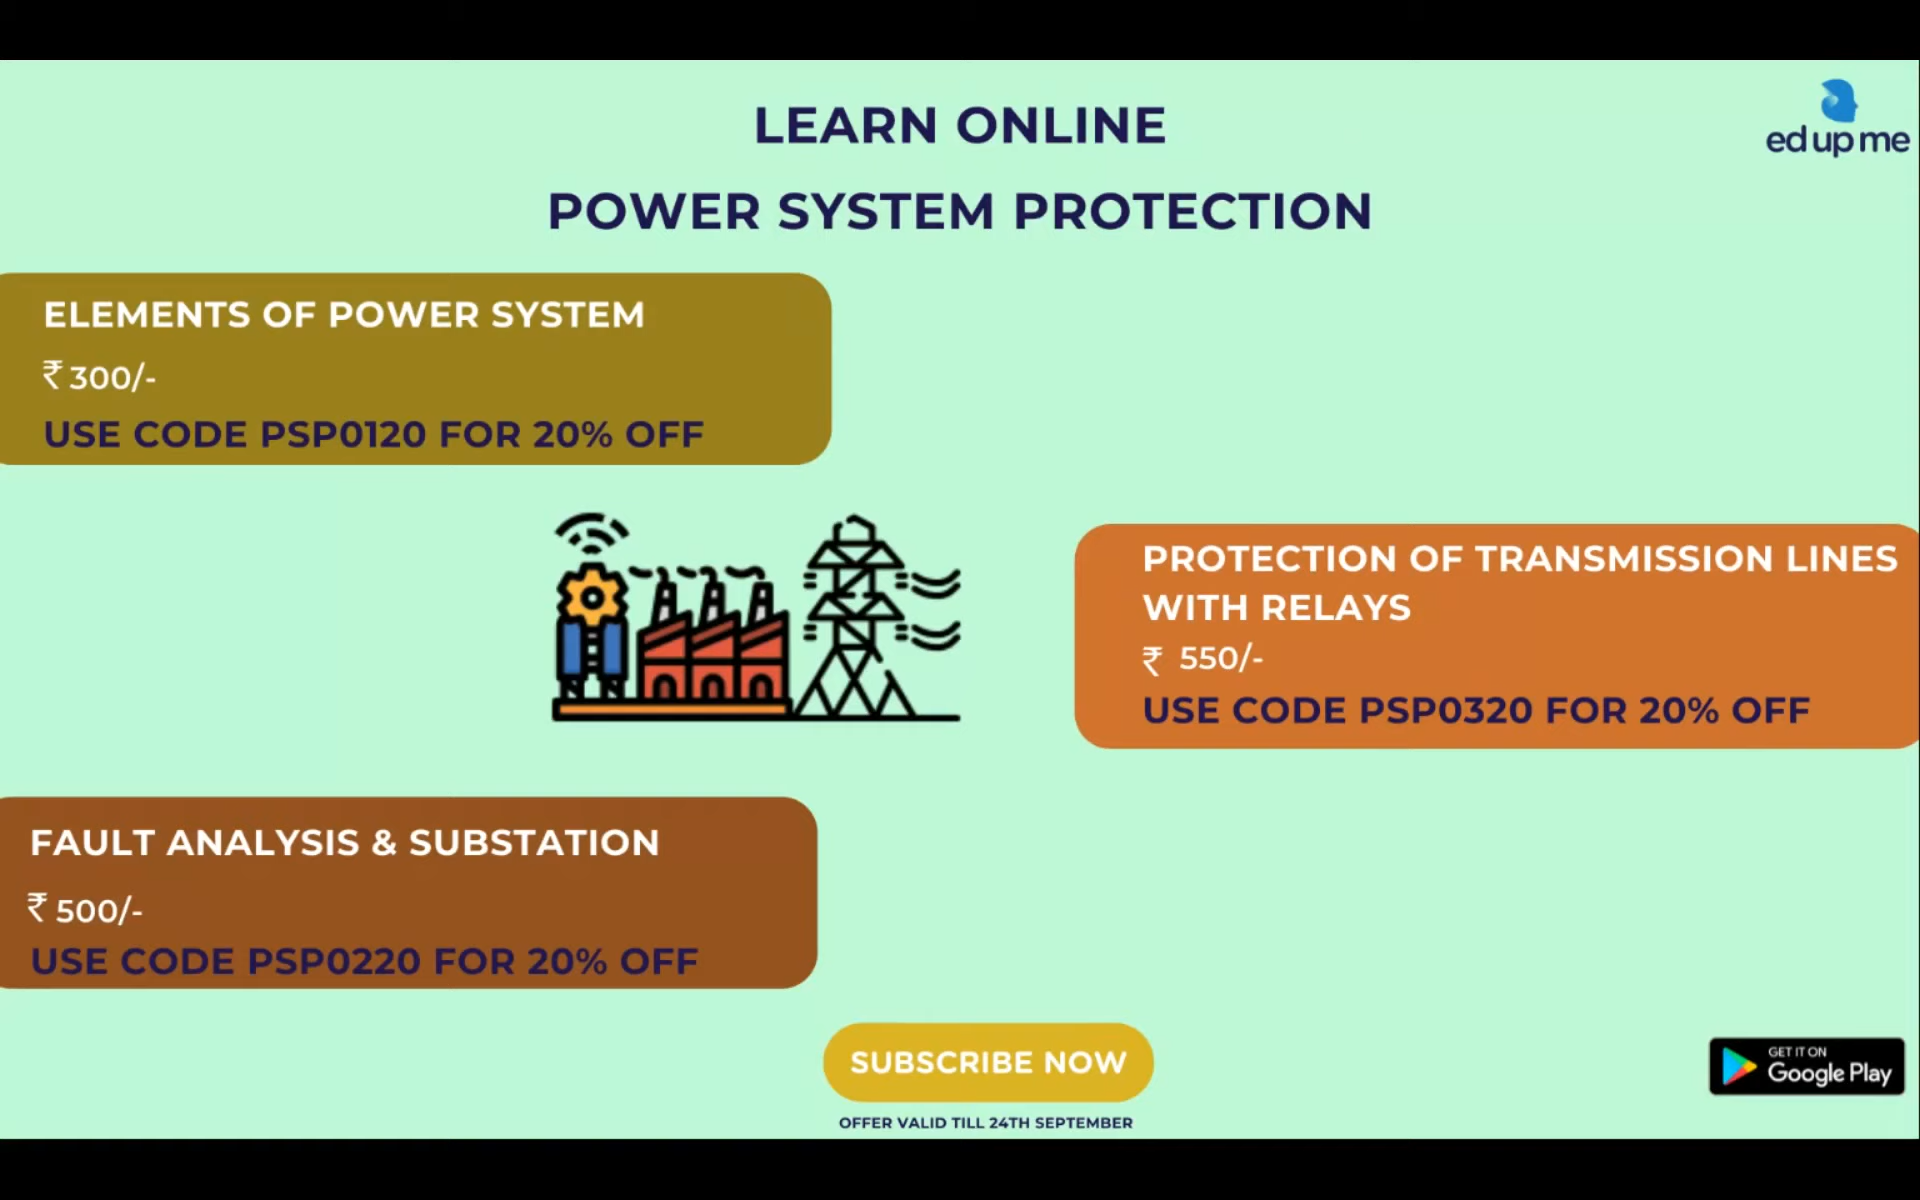 LEARN ONLINE
POWER SYSTEM PROTECTION
ed up me
ELEMENTS OF POWER SYSTEM
₹ 300/-
USE CODE PSP0120 FOR 20% OFF
PROTECTION OF TRANSMISSION LINES
WITH RELAYS
₹ 550/-
USE CODE PSP0320 FOR 20% OFF
FAULT ANALYSIS & SUBSTATION
₹ 500/-
USE CODE PSP0220 FOR 20% OFF
SUBSCRIBE NOW
OFFER VALID TILL 24TH SEPTEMBER
GET IT ON
Google Play